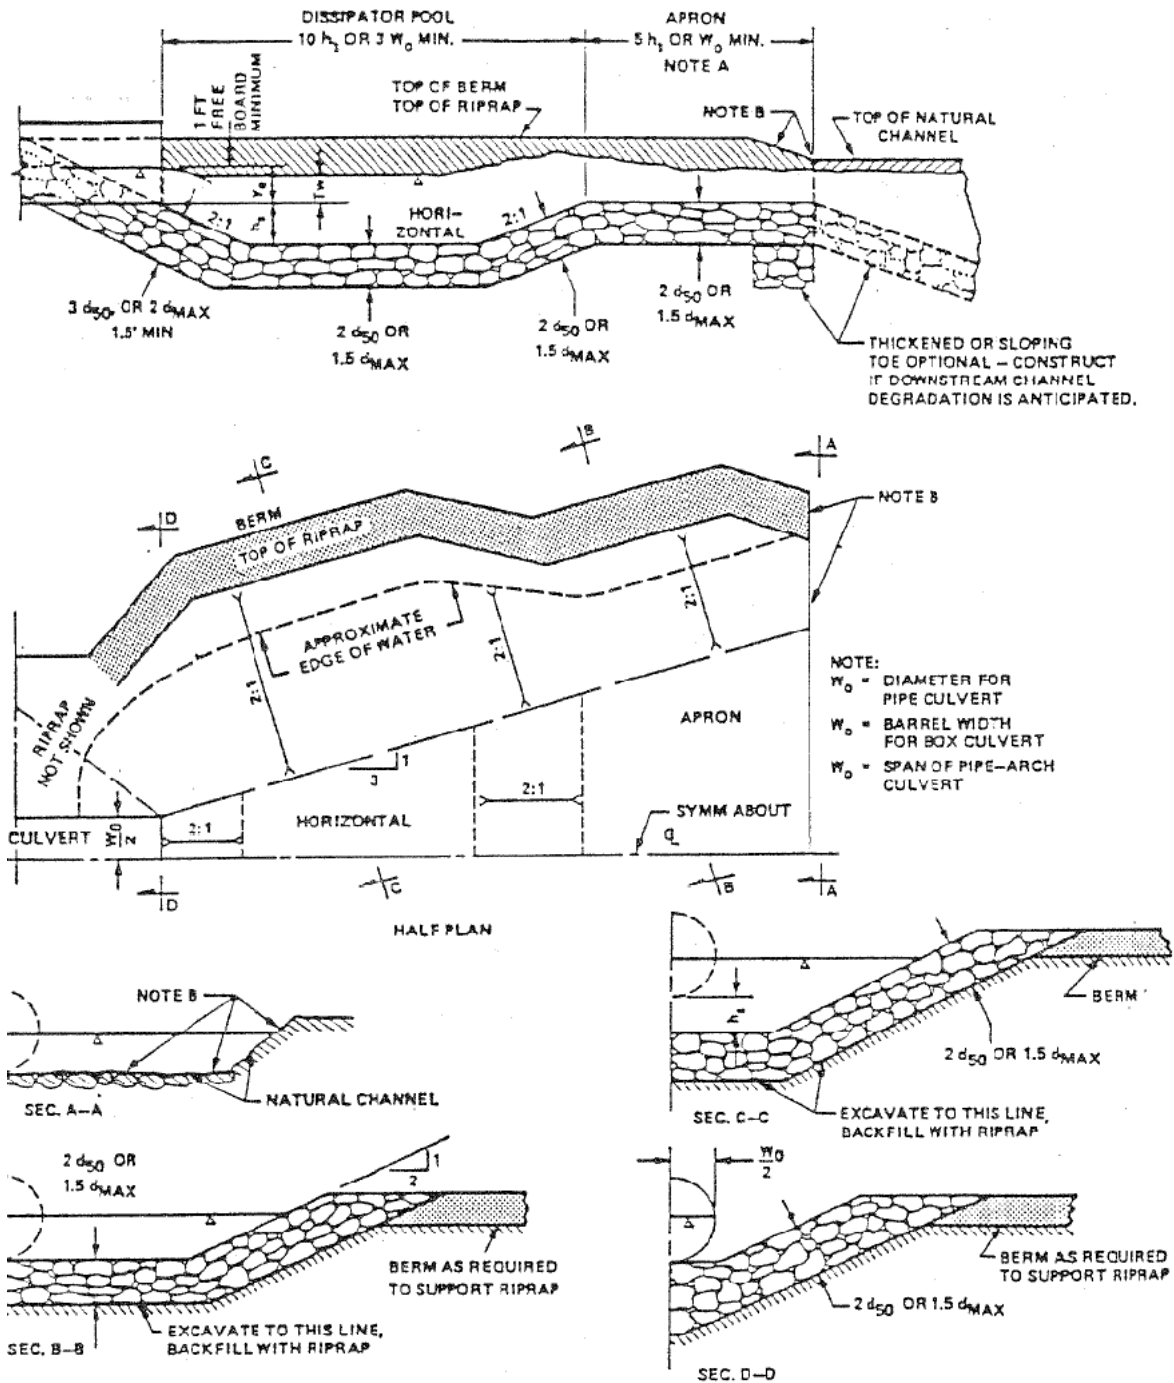 DISSIPATOR POOL
10 hₛ OR 3 W₀ MIN.
APRON
5 hₛ OR W₀ MIN.
NOTE A
1 FT
FREE
BOARD
MINIMUM
TOP OF BERM
TOP OF RIPRAP
NOTE B
TOP OF NATURAL
CHANNEL
Yₑ
TW
hₛ
2:1
HORI-
ZONTAL
2:1
3 d₅₀, OR 2 dMAX
1.5' MIN
2 d₅₀ OR
1.5 dMAX
2 d₅₀ OR
1.5 dMAX
2 d₅₀ OR
1.5 dMAX
THICKENED OR SLOPING
TOE OPTIONAL – CONSTRUCT
IF DOWNSTREAM CHANNEL
DEGRADATION IS ANTICIPATED.
D
C
B
A
BERM
TOP OF RIPRAP
NOTE B
APPROXIMATE
EDGE OF WATER
2:1
2:1
2:1
RIPRAP
NOT SHOWN
NOTE:
W₀ = DIAMETER FOR
PIPE CULVERT
W₀ = BARREL WIDTH
FOR BOX CULVERT
W₀ = SPAN OF PIPE–ARCH
CULVERT
APRON
1
3
2:1
SYMM ABOUT
℄
CULVERT
W₀
2
2:1
HORIZONTAL
D
C
B
A
HALF PLAN
NOTE B
NATURAL CHANNEL
SEC. A–A
hₛ
BERM
2 d₅₀ OR 1.5 dMAX
SEC. C–C
EXCAVATE TO THIS LINE,
BACKFILL WITH RIPRAP
2 d₅₀ OR
1.5 dMAX
1
2
BERM AS REQUIRED
TO SUPPORT RIPRAP
EXCAVATE TO THIS LINE,
BACKFILL WITH RIPRAP
SEC. B–B
W₀
2
BERM AS REQUIRED
TO SUPPORT RIPRAP
2 d₅₀ OR 1.5 dMAX
SEC. D–D